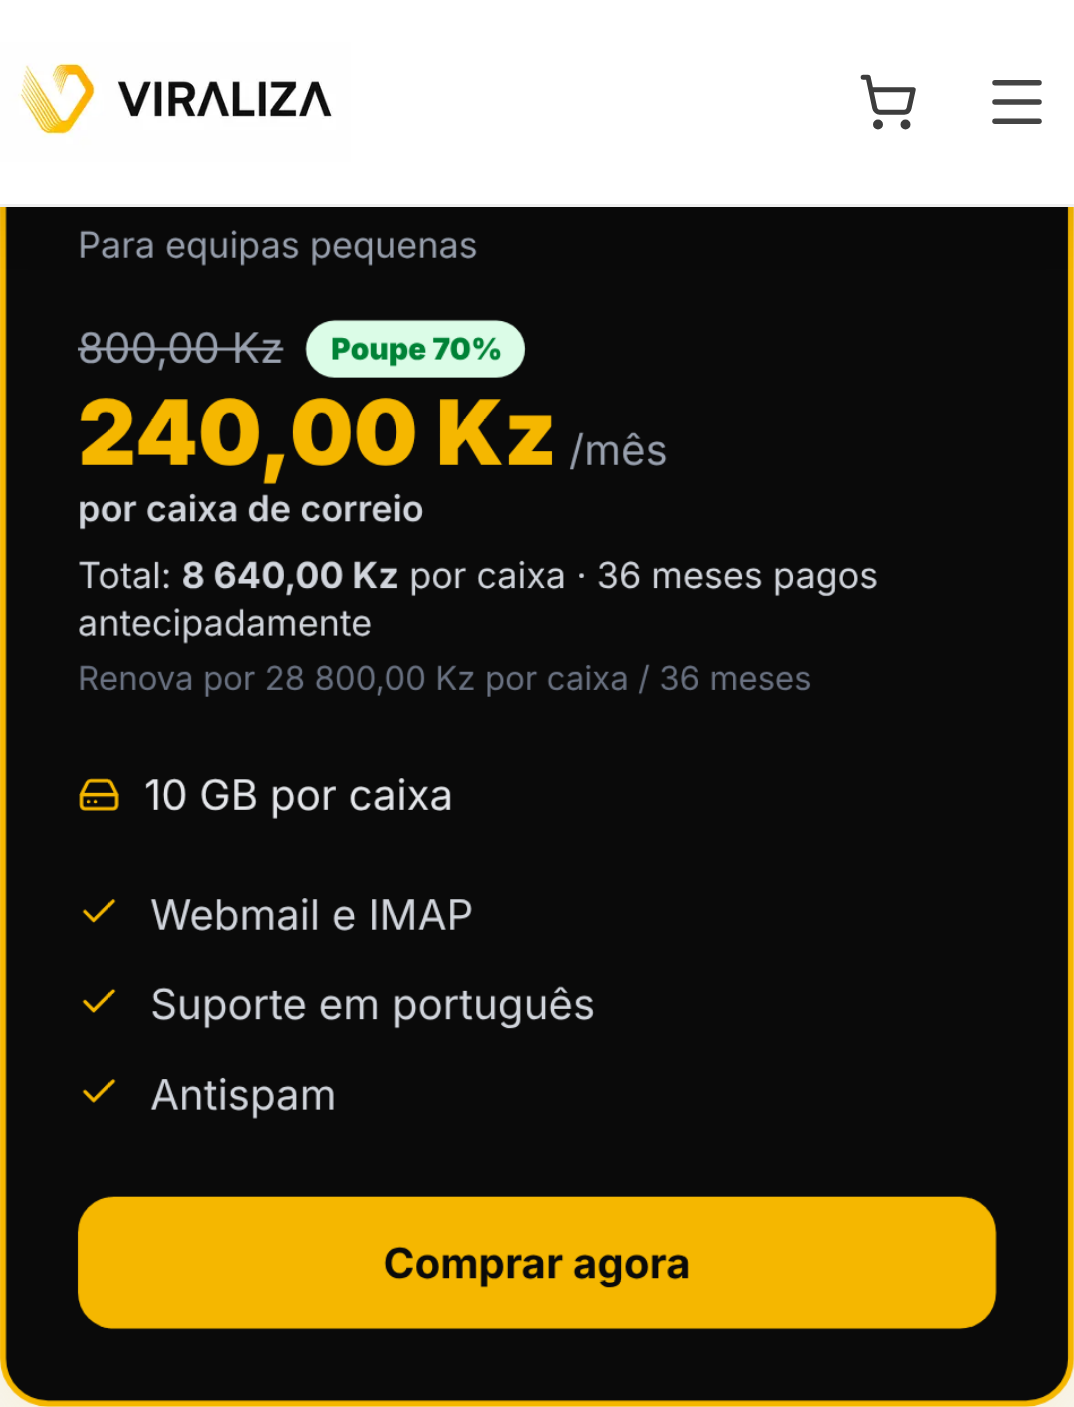 VIRALIZA
Para equipas pequenas
800,00 Kz Poupe 70%
240,00 Kz /mês
por caixa de correio
Total: 8 640,00 Kz por caixa · 36 meses pagos
antecipadamente
Renova por 28 800,00 Kz por caixa / 36 meses
10 GB por caixa
Webmail e IMAP
Suporte em português
Antispam
Comprar agora